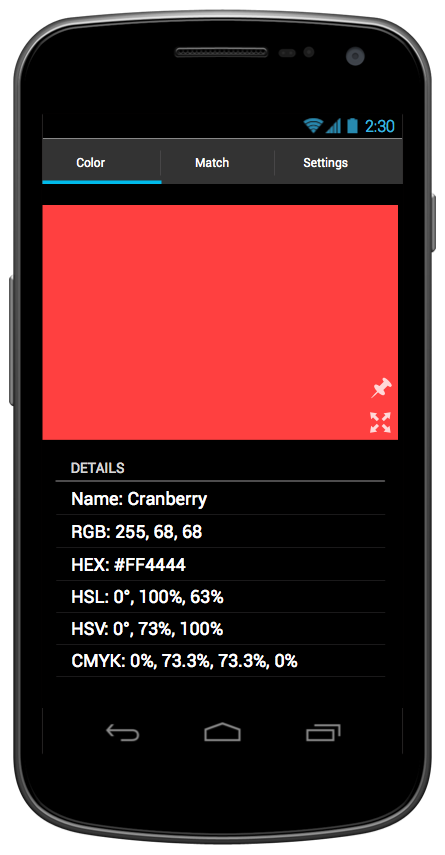 2:30
Color Match Settings
DETAILS
Name: Cranberry
RGB: 255, 68, 68
HEX: #FF4444
HSL: 0°, 100%, 63%
HSV: 0°, 73%, 100%
CMYK: 0%, 73.3%, 73.3%, 0%